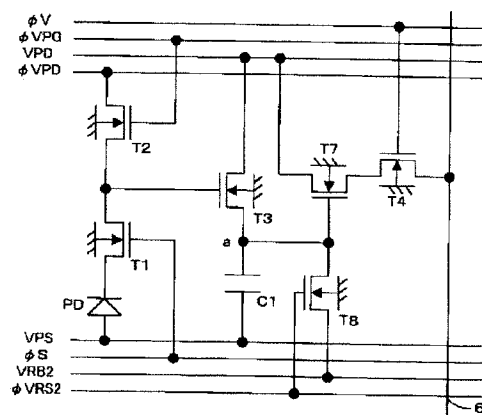 φV
φVPG
VPD
φVPD
T2
T7
T4
T3
T1
a
C1
PD
T8
VPS
φS
VRB2
φVRS2
6